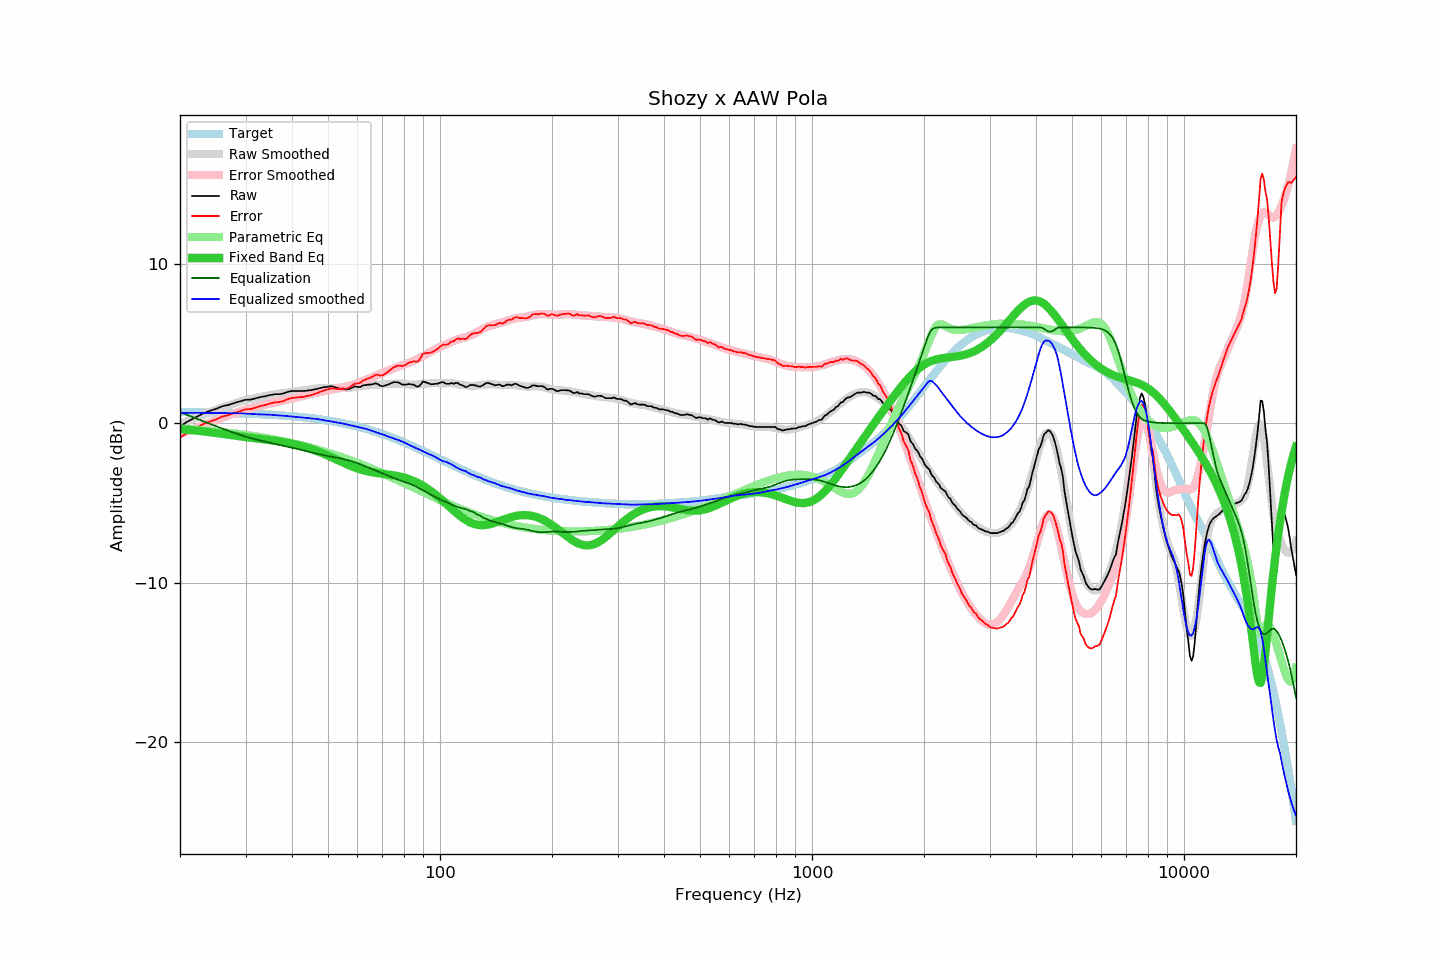 Shozy x AAW Pola
Target
Raw Smoothed
Error Smoothed
Raw
Error
Parametric Eq
Fixed Band Eq
Equalization
Equalized smoothed
10
0
−10
−20
Amplitude (dBr)
100
1000
10000
Frequency (Hz)